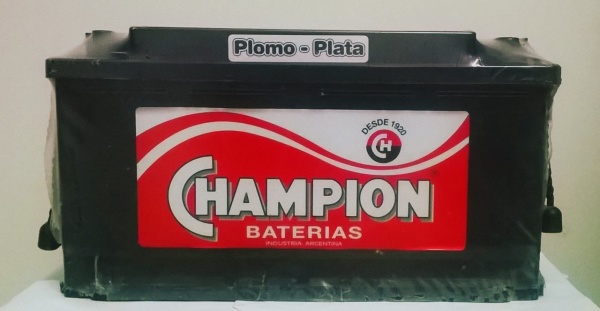 Plomo - Plata
DESDE 1920
CH
CHAMPION
BATERIAS
INDUSTRIA ARGENTINA